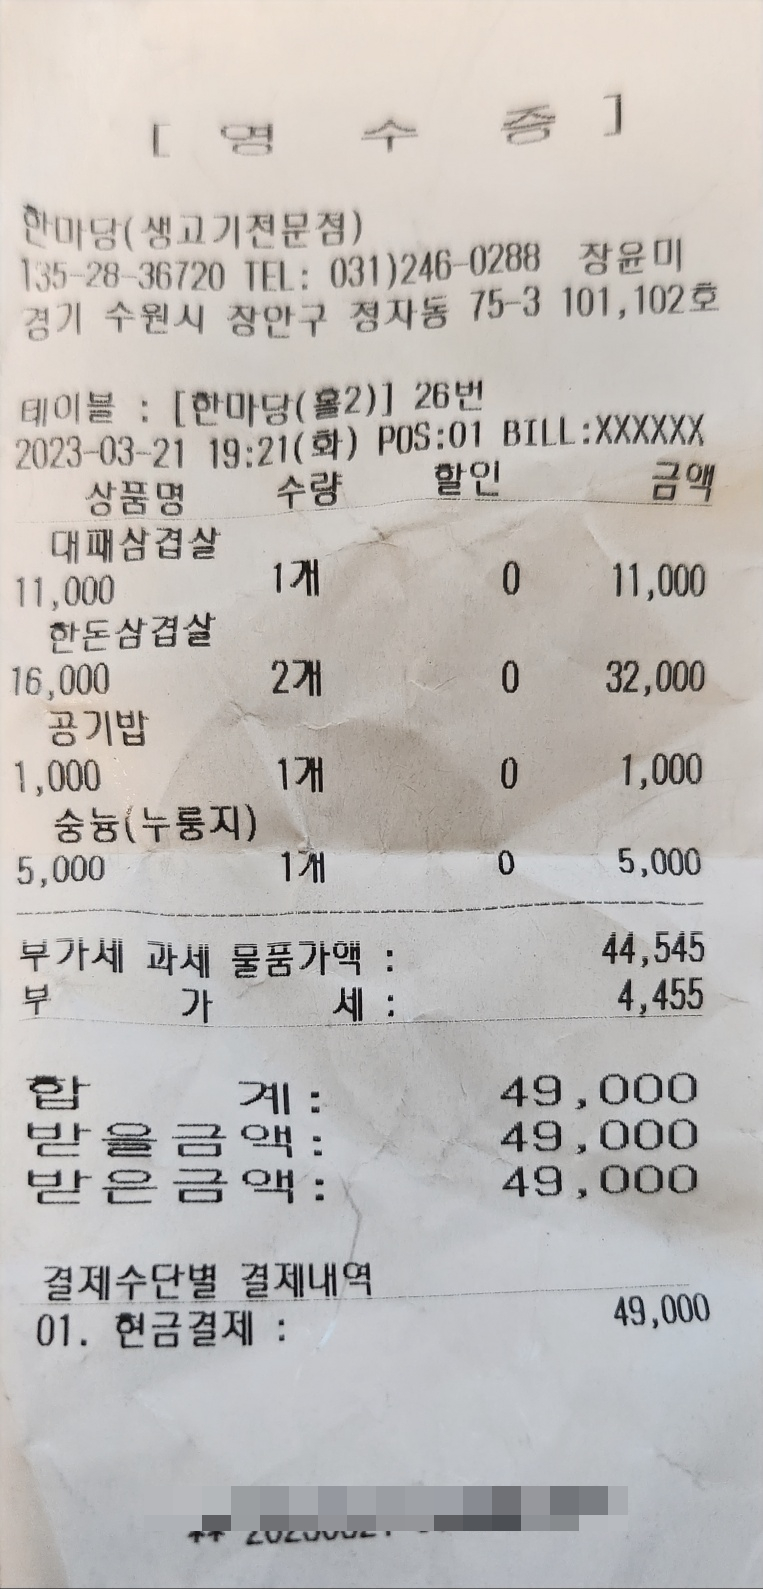 [ 영 수 증 ]
한마당(생고기전문점)
135-28-36720 TEL: 031)246-0288 장윤미
경기 수원시 장안구 정자동 75-3 101,102호
테이블 : [한마당(홀2)] 26번
2023-03-21 19:21(화) POS:01 BILL:XXXXXX
상품명 수량 할인 금액
대패삼겹살
11,000 1개 0 11,000
한돈삼겹살
16,000 2개 0 32,000
공기밥
1,000 1개 0 1,000
숭늉(누룽지)
5,000 1개 0 5,000
부가세 과세 물품가액 : 44,545
부 가 세 : 4,455
합 계 : 49,000
받을금액 : 49,000
받은금액 : 49,000
결제수단별 결제내역
01. 현금결제 : 49,000